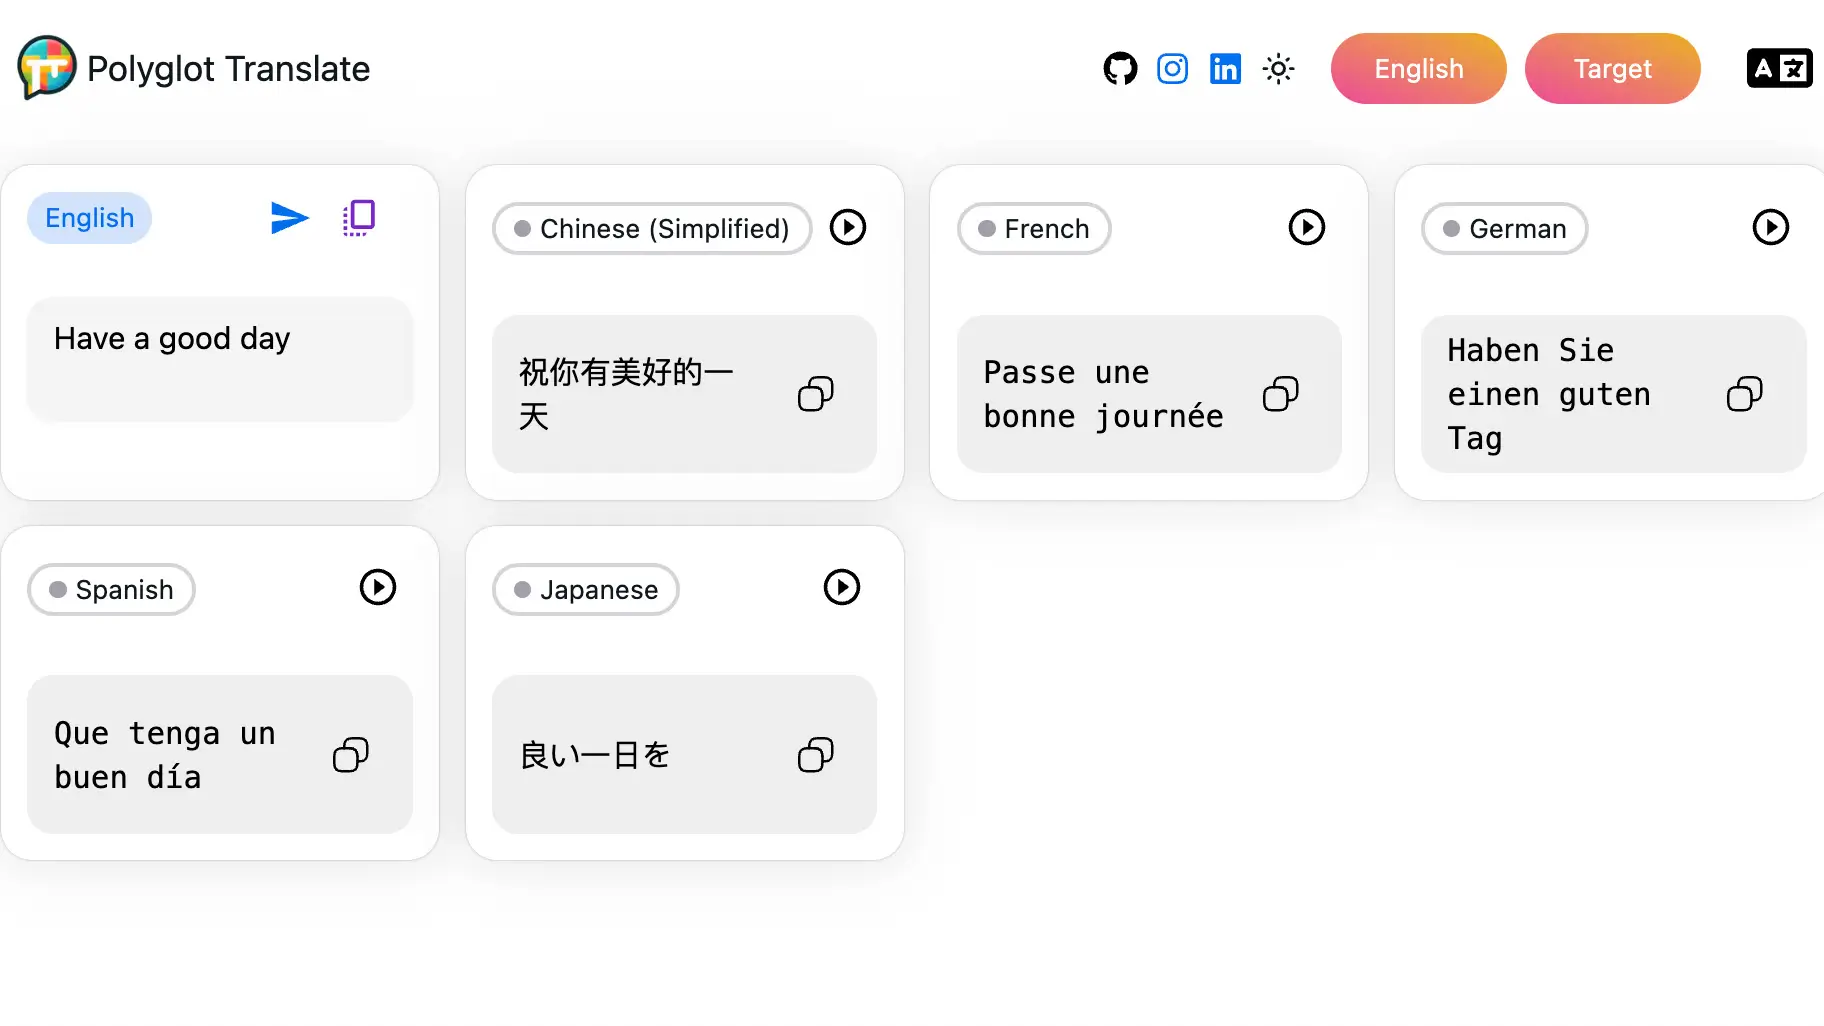 Polyglot Translate
English
Target
English
Have a good day
Chinese (Simplified)
祝你有美好的一
天
French
Passe une
bonne journée
German
Haben Sie
einen guten
Tag
Spanish
Que tenga un
buen día
Japanese
良い一日を